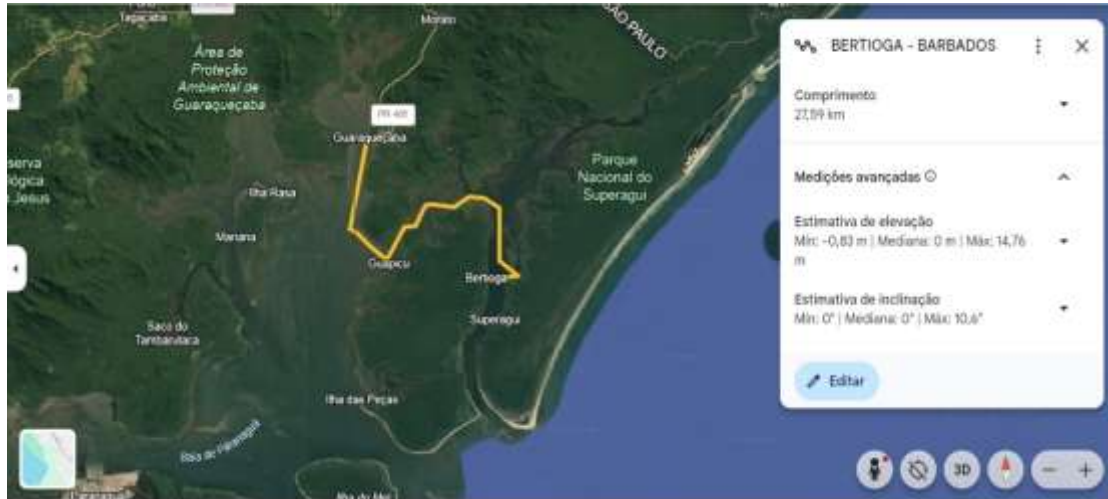 Tagaçaba
Morato
SÃO PAULO
Área de
Proteção
Ambiental de
Guaraqueçaba
Guaraqueçaba
Parque
Nacional do
Superagui
serva
lógica
Jesus
Ilha Rasa
Mariana
Guapicu
Bertioga
Superagui
Saco do
Tambarutaca
Ilha das Peças
Baía de Paranaguá
Ilha do Mel
BERTIOGA - BARBADOS
Comprimento
27,59 km
Medições avançadas
Estimativa de elevação
Mín: -0,83 m | Mediana: 0 m | Máx: 14,76
m
Estimativa de inclinação
Mín: 0° | Mediana: 0° | Máx: 10,6°
Editar
3D